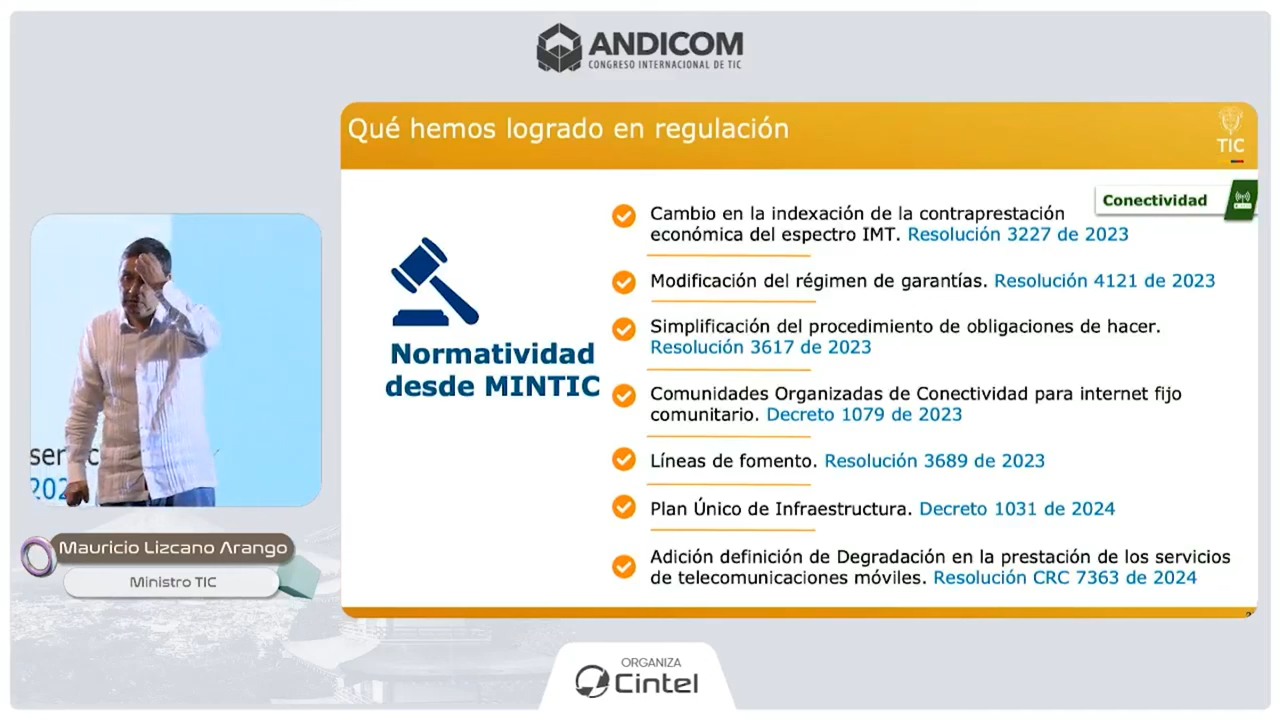 ANDICOM
CONGRESO INTERNACIONAL DE TIC
Qué hemos logrado en regulación
TIC
Conectividad
Normatividad
desde MINTIC
Cambio en la indexación de la contraprestación
económica del espectro IMT. Resolución 3227 de 2023
Modificación del régimen de garantías. Resolución 4121 de 2023
Simplificación del procedimiento de obligaciones de hacer.
Resolución 3617 de 2023
Comunidades Organizadas de Conectividad para internet fijo
comunitario. Decreto 1079 de 2023
Líneas de fomento. Resolución 3689 de 2023
Plan Único de Infraestructura. Decreto 1031 de 2024
Adición definición de Degradación en la prestación de los servicios
de telecomunicaciones móviles. Resolución CRC 7363 de 2024
Mauricio Lizcano Arango
Ministro TIC
ORGANIZA
Cintel